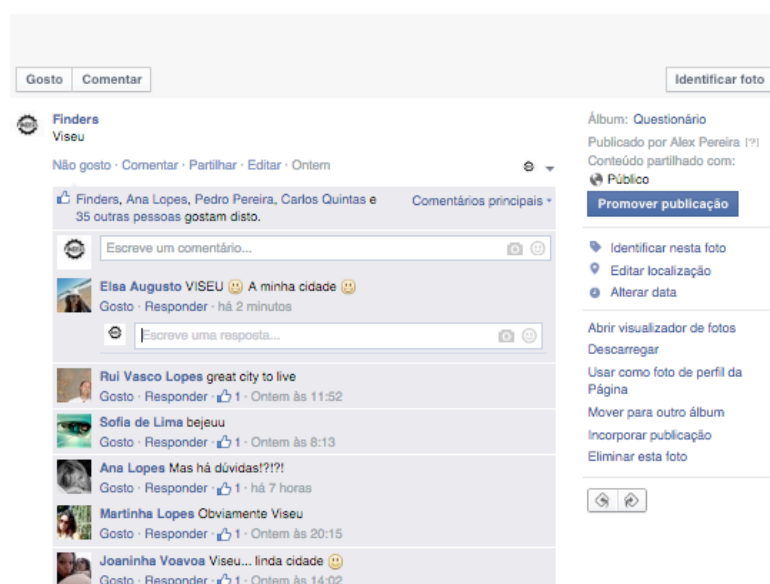 Gosto Comentar
Identificar foto
Finders
Viseu
Não gosto · Comentar · Partilhar · Editar · Ontem
Finders, Ana Lopes, Pedro Pereira, Carlos Quintas e
35 outras pessoas gostam disto.
Comentários principais
Escreve um comentário...
Elsa Augusto VISEU A minha cidade
Gosto · Responder · há 2 minutos
Escreve uma resposta...
Rui Vasco Lopes great city to live
Gosto · Responder · 1 · Ontem às 11:52
Sofia de Lima bejeuu
Gosto · Responder · 1 · Ontem às 8:13
Ana Lopes Mas há dúvidas!?!?!
Gosto · Responder · 1 · há 7 horas
Martinha Lopes Obviamente Viseu
Gosto · Responder · 1 · Ontem às 20:15
Joaninha Voavoa Viseu... linda cidade
Gosto · Responder · 1 · Ontem às 14:02
Álbum: Questionário
Publicado por Alex Pereira [?]
Conteúdo partilhado com:
Público
Promover publicação
Identificar nesta foto
Editar localização
Alterar data
Abrir visualizador de fotos
Descarregar
Usar como foto de perfil da
Página
Mover para outro álbum
Incorporar publicação
Eliminar esta foto